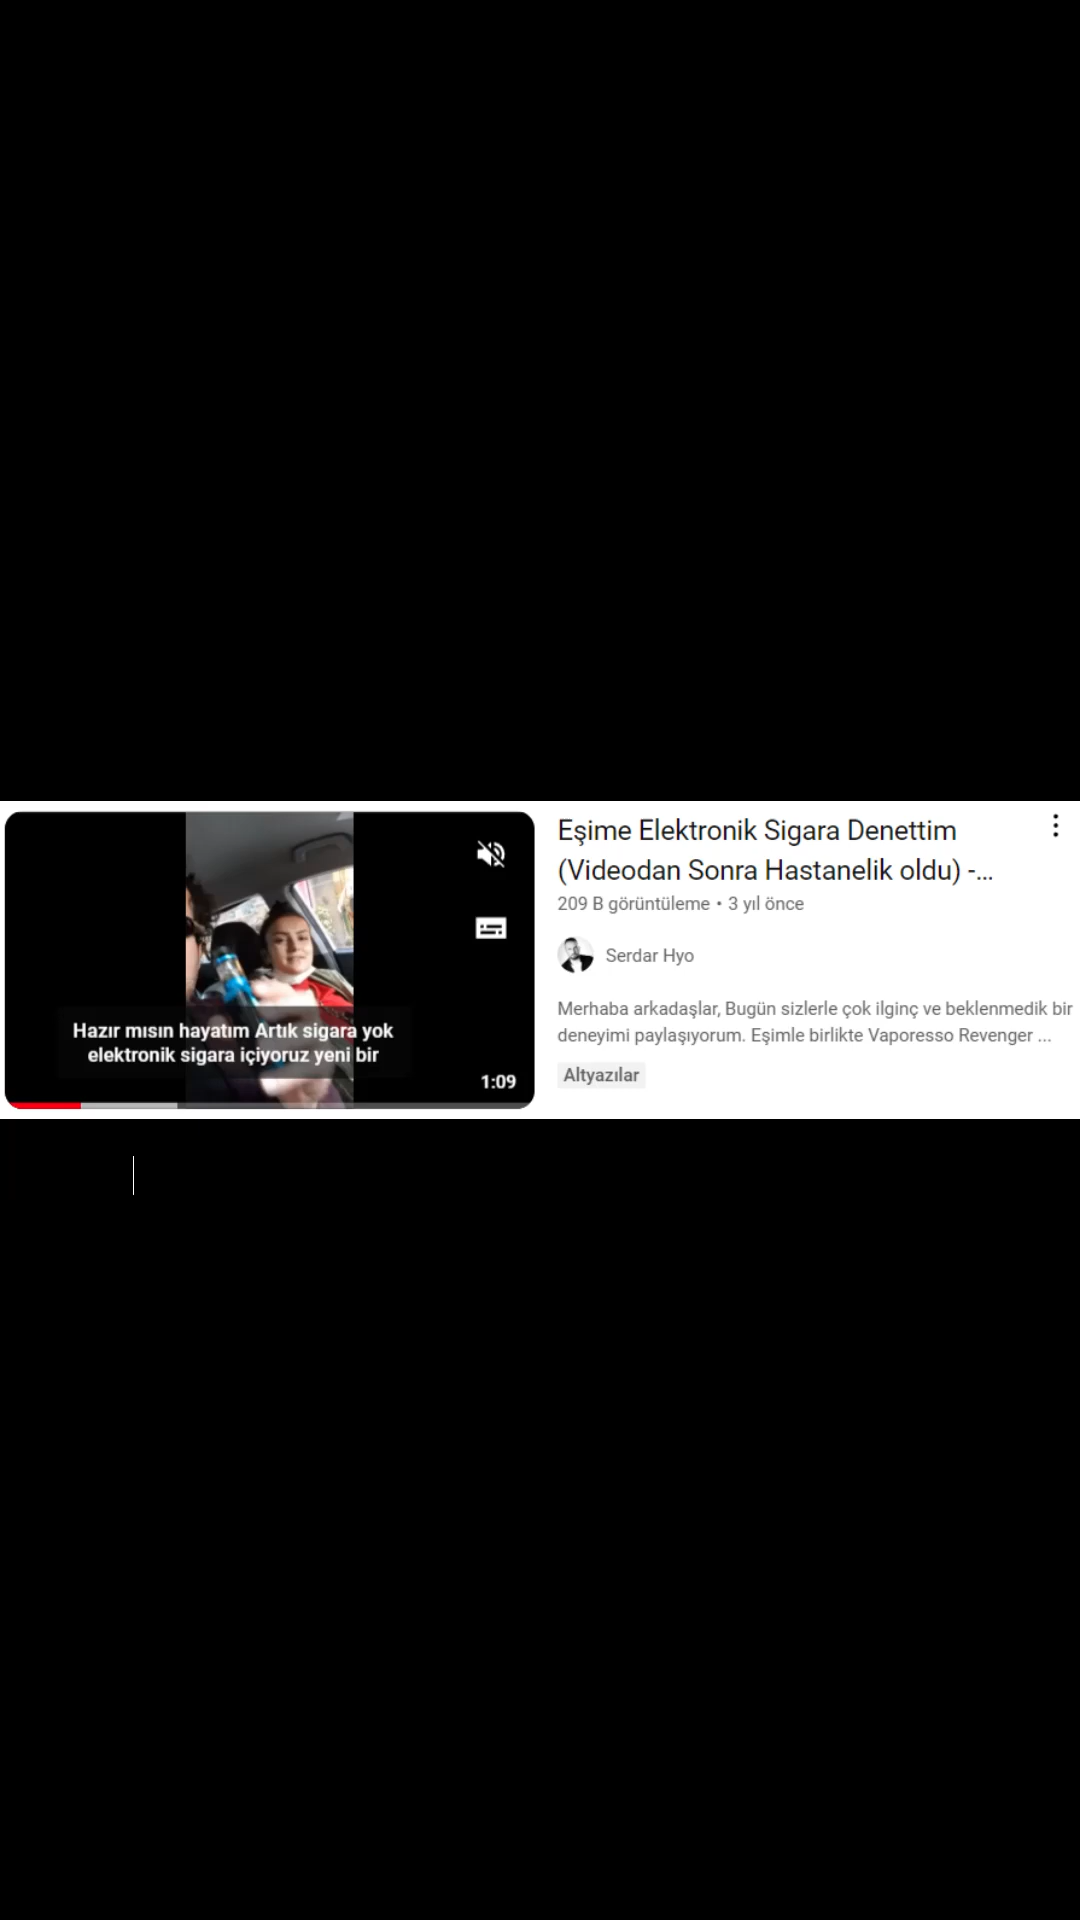 Hazır mısın hayatım Artık sigara yok
elektronik sigara içiyoruz yeni bir
1:09
Eşime Elektronik Sigara Denettim
(Videodan Sonra Hastanelik oldu) -...
209 B görüntüleme • 3 yıl önce
Serdar Hyo
Merhaba arkadaşlar, Bugün sizlerle çok ilginç ve beklenmedik bir
deneyimi paylaşıyorum. Eşimle birlikte Vaporesso Revenger ...
Altyazılar